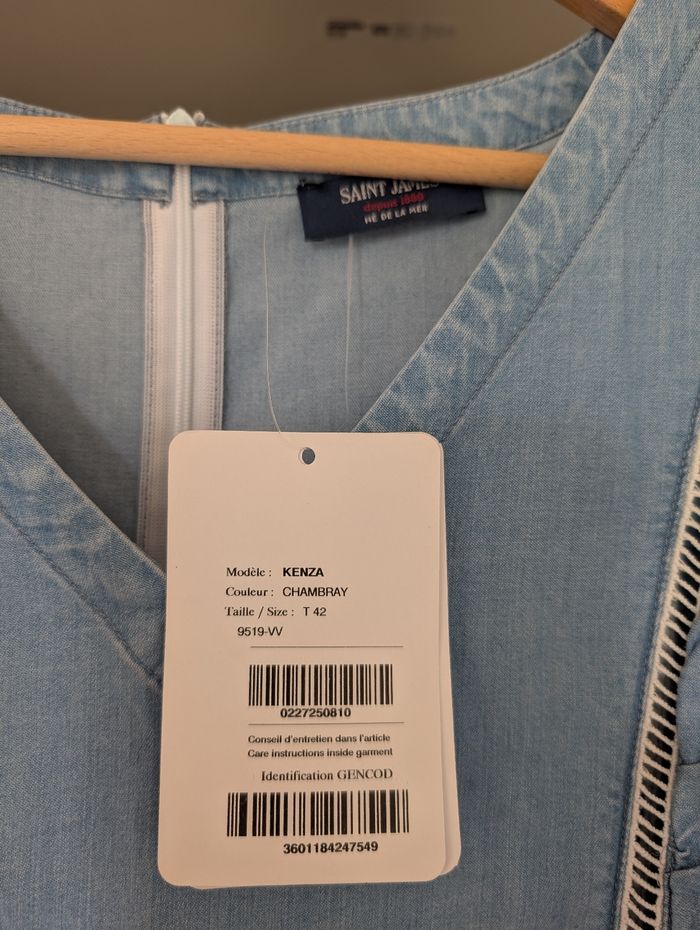 SAINT JAMES
depuis 1889
NÉ DE LA MER
Modèle : KENZA
Couleur : CHAMBRAY
Taille / Size : T 42
9519-VV
0227250810
Conseil d'entretien dans l'article
Care instructions inside garment
Identification GENCOD
3601184247549